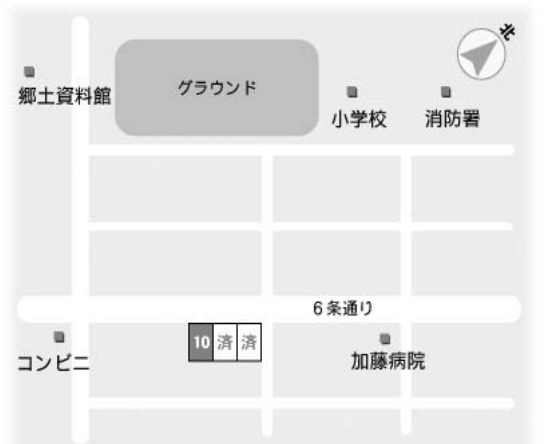 北
郷土資料館
グラウンド
小学校
消防署
6条通り
10 済 済
コンビニ
加藤病院